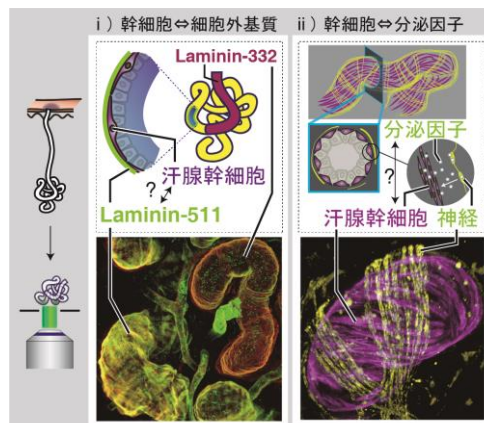 i ) 幹細胞⇔細胞外基質
Laminin-332
汗腺幹細胞
?
Laminin-511
ii ) 幹細胞⇔分泌因子
分泌因子
?
汗腺幹細胞 神経